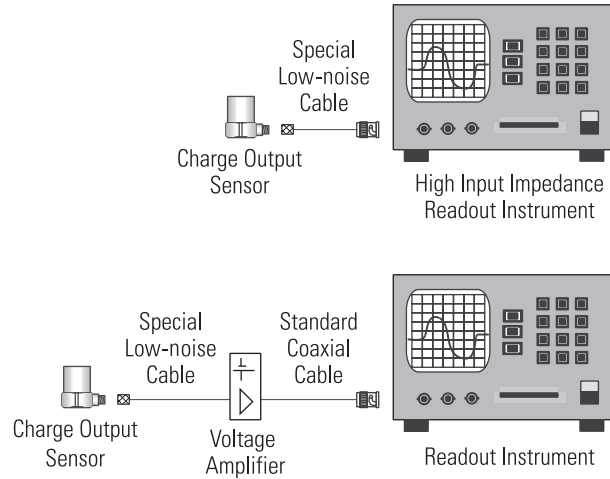 Special
Low-noise
Cable
Charge Output
Sensor
High Input Impedance
Readout Instrument
Special
Low-noise
Cable
Standard
Coaxial
Cable
Charge Output
Sensor
Voltage
Amplifier
Readout Instrument